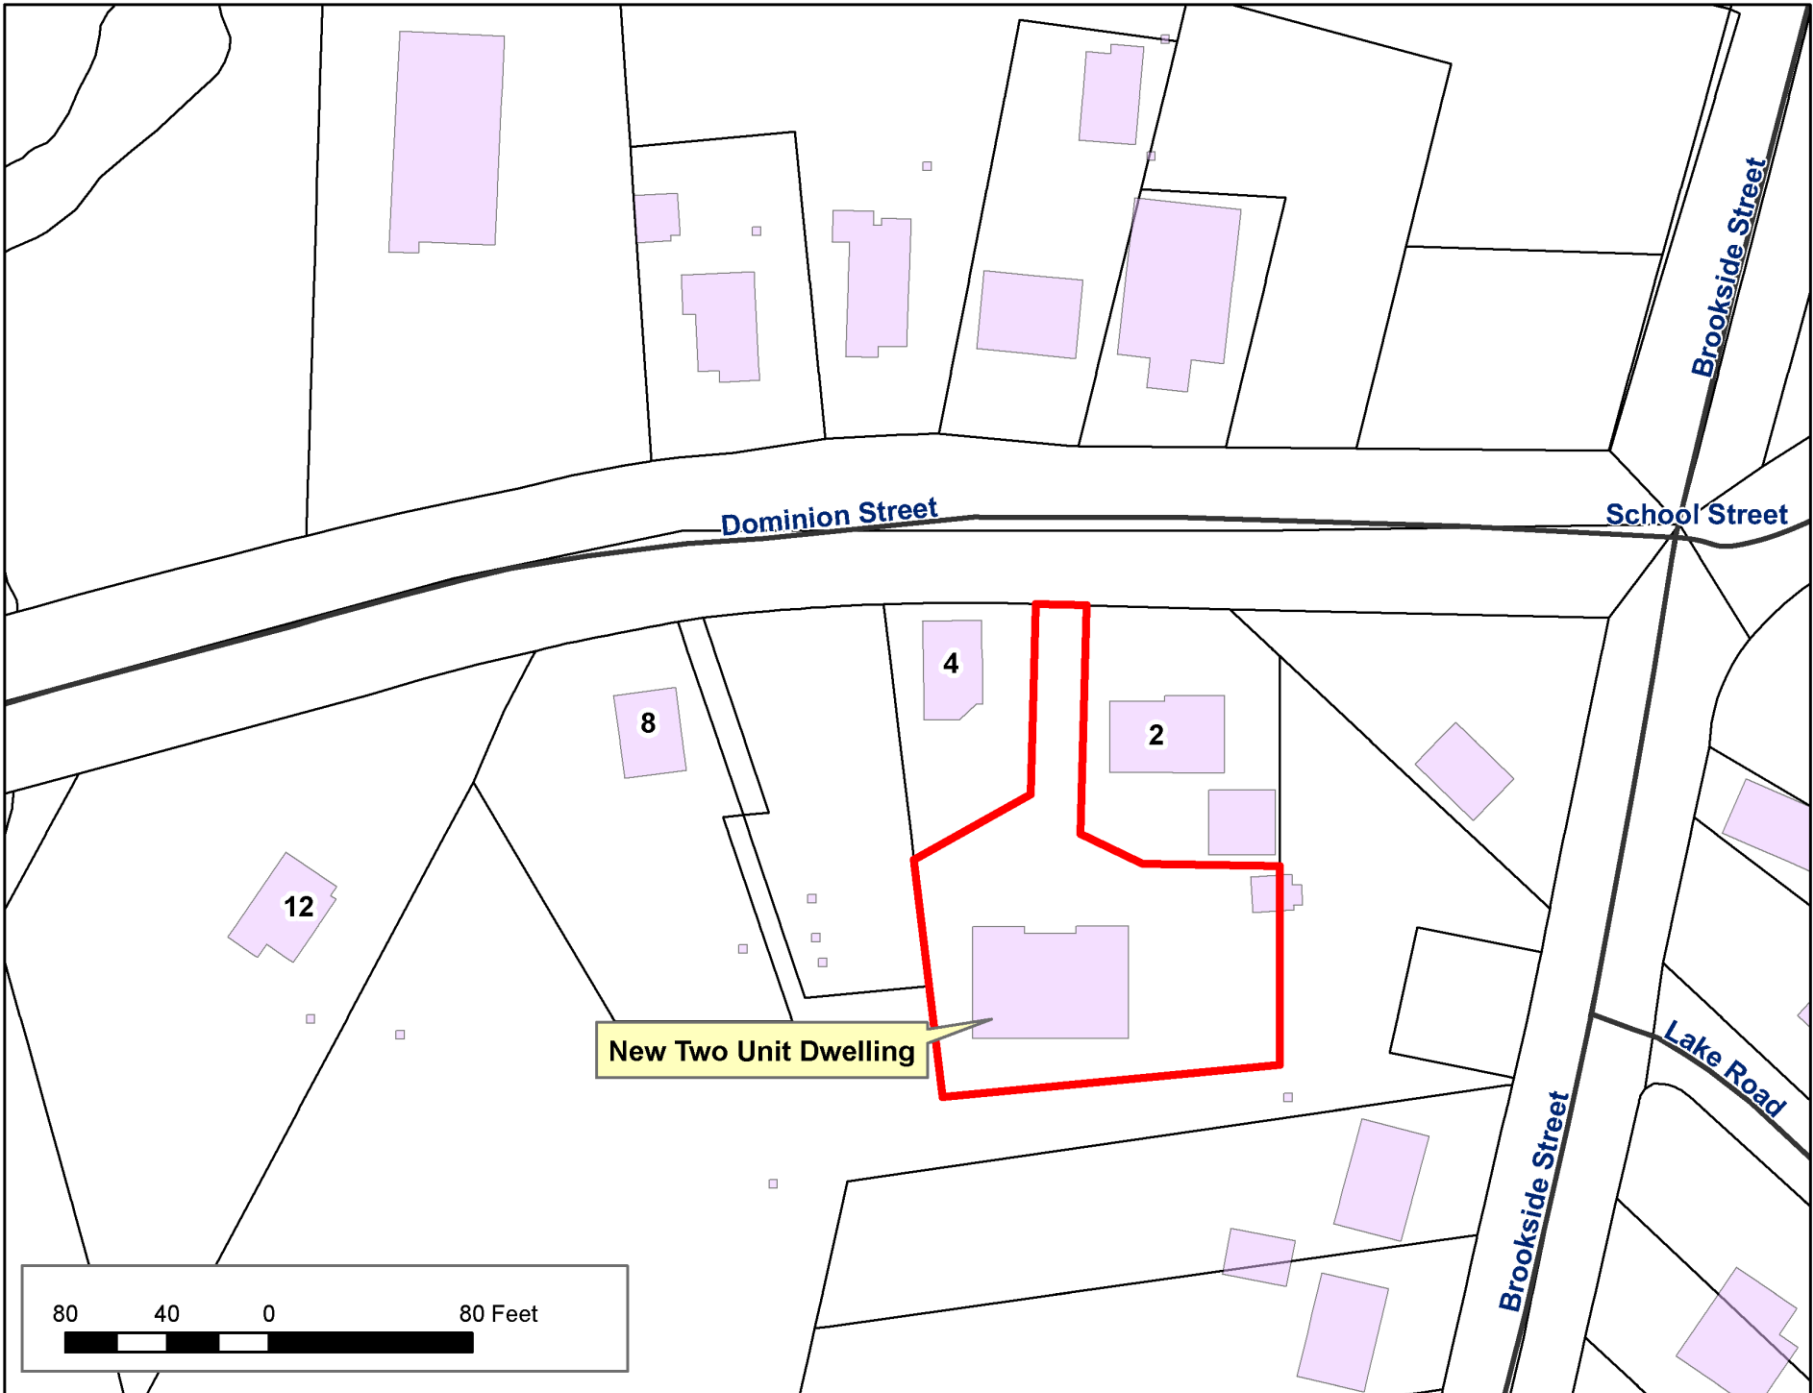 Brookside Street
Dominion Street
School Street
4
8
2
12
New Two Unit Dwelling
Lake Road
Brookside Street
80 40 0 80 Feet